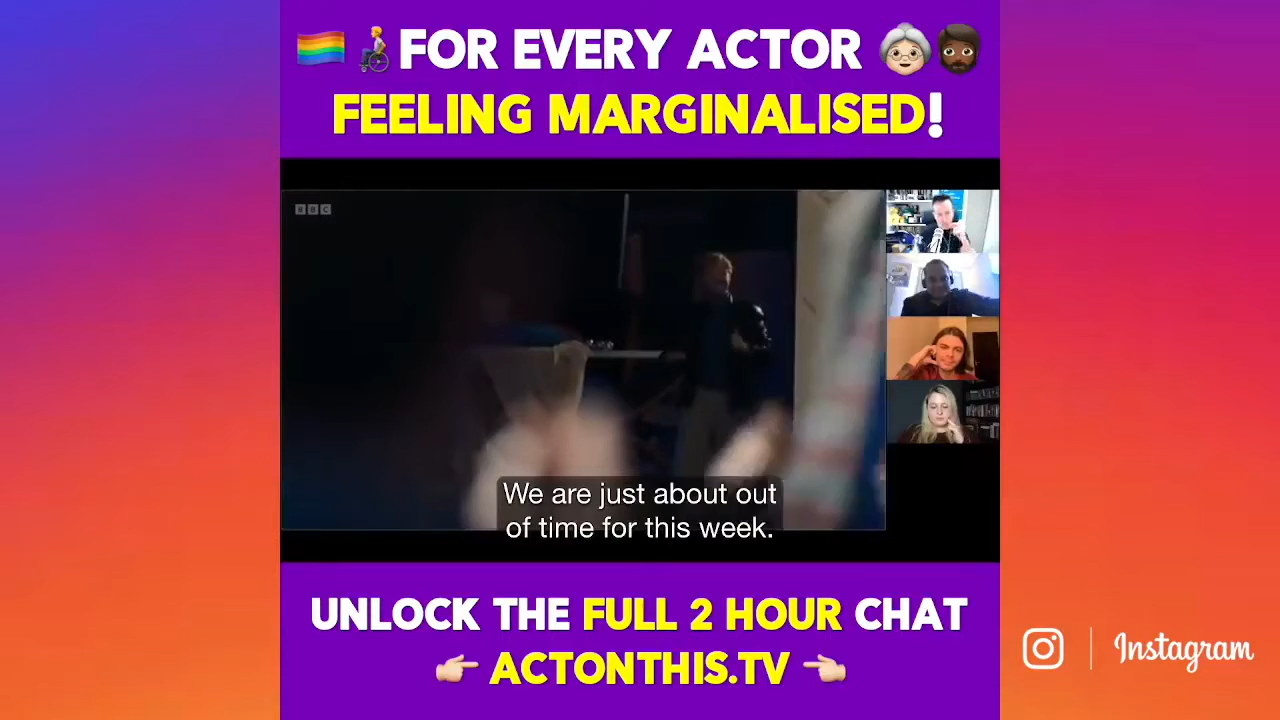 FOR EVERY ACTOR
FEELING MARGINALISED!
BBC
We are just about out
of time for this week.
UNLOCK THE FULL 2 HOUR CHAT
ACTONTHIS.TV
Instagram